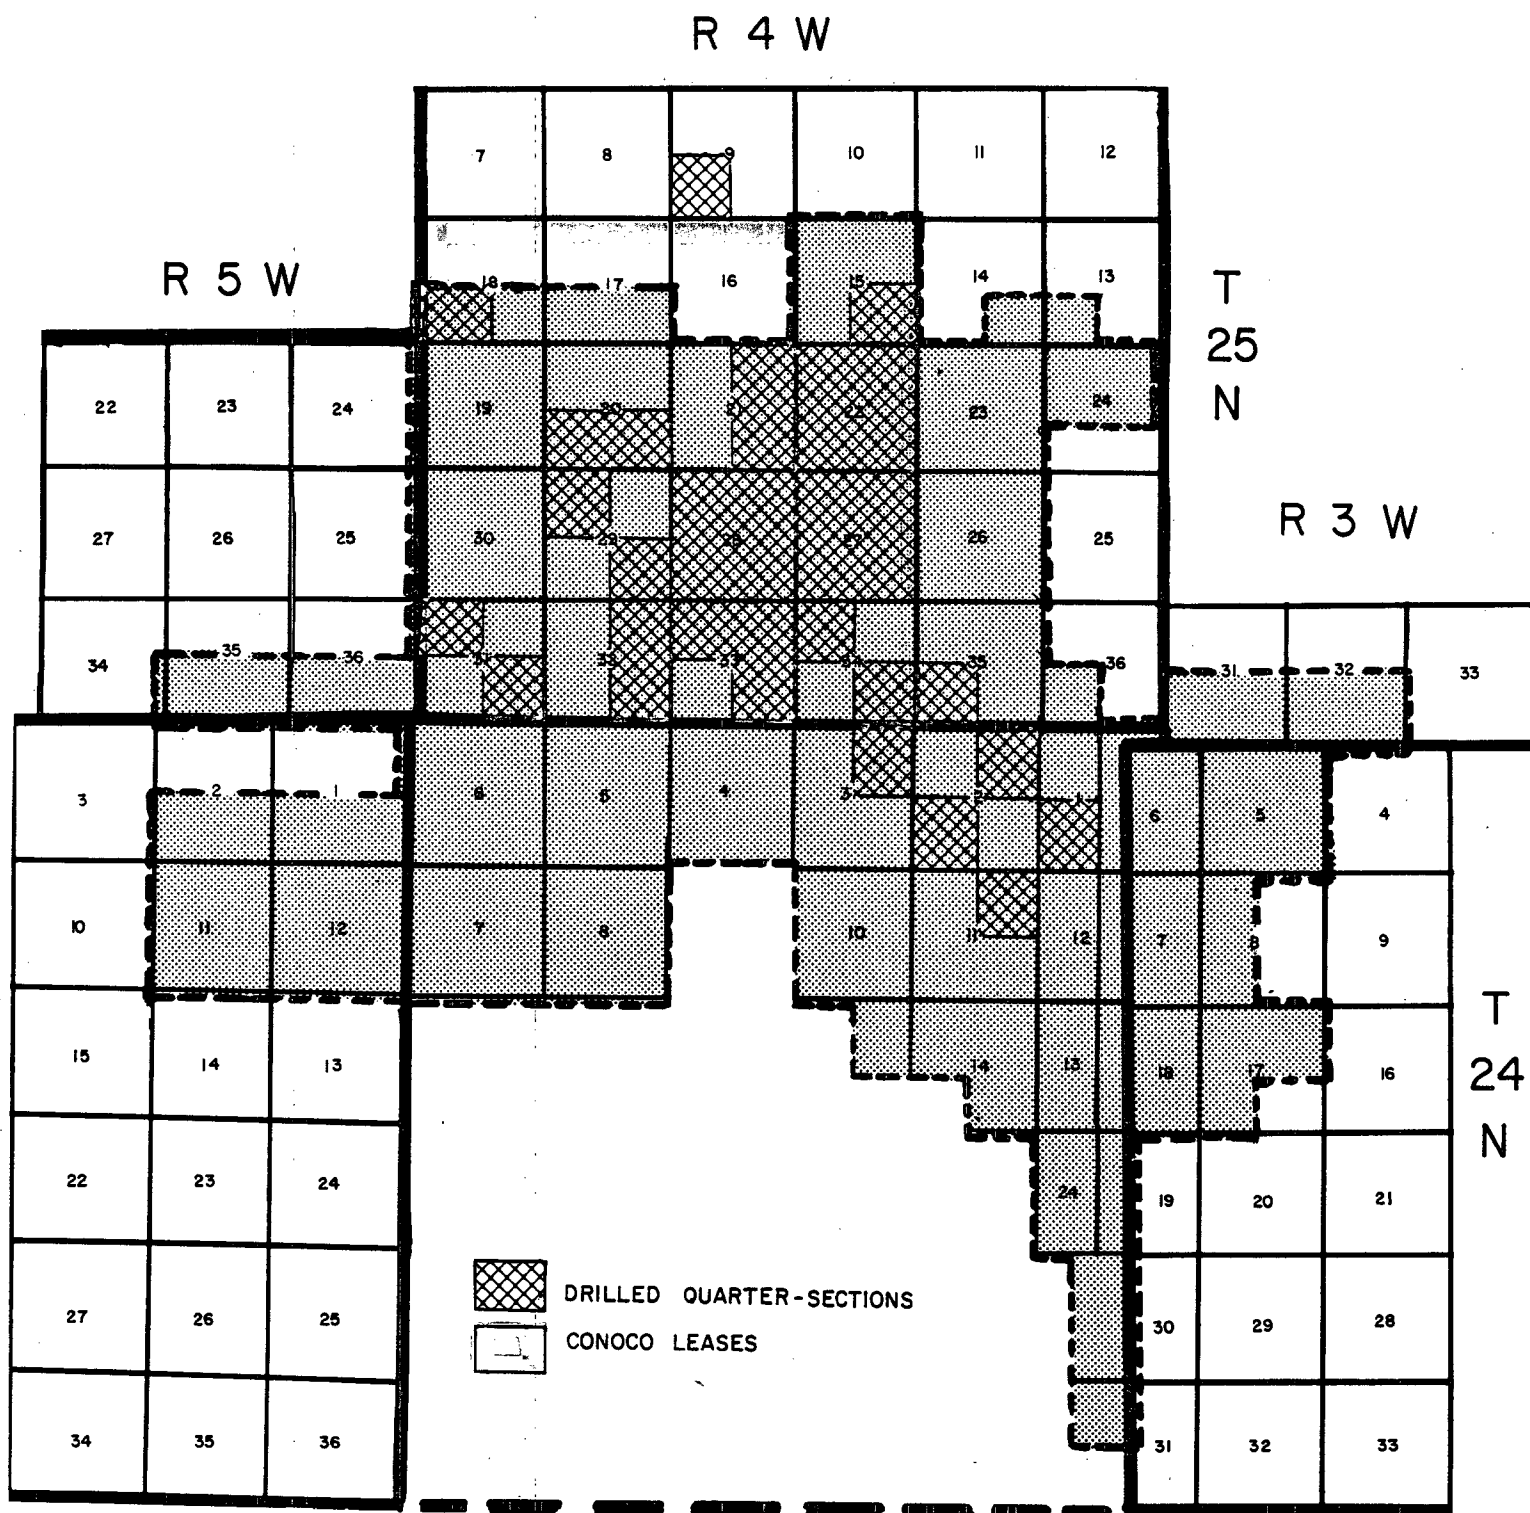 R 4 W
7 8 9 10 11 12
R 5 W
18 17 16 15 14 13
T
25
N
22 23 24 19 20 21 22 23 24
R 3 W
27 26 25 30 29 28 27 26 25
34 35 36 31 33 35 36 31 32 33
3 2 1 6 5 4 3 2 1 6 5 4
10 11 12 7 8 10 11 12 7 8 9
T
24
N
15 14 13 14 13 18 17 16
22 23 24 24 19 20 21
27 26 25 30 29 28
34 35 36 31 32 33
DRILLED QUARTER-SECTIONS
CONOCO LEASES